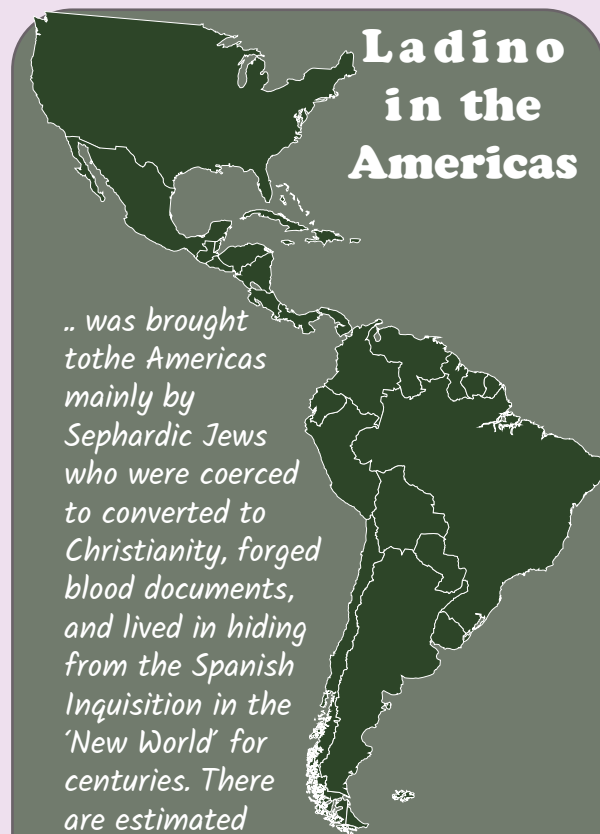 Ladino
in the
Americas
.. was brought
tothe Americas
mainly by
Sephardic Jews
who were coerced
to converted to
Christianity, forged
blood documents,
and lived in hiding
from the Spanish
Inquisition in the
‘New World’ for
centuries. There
are estimated